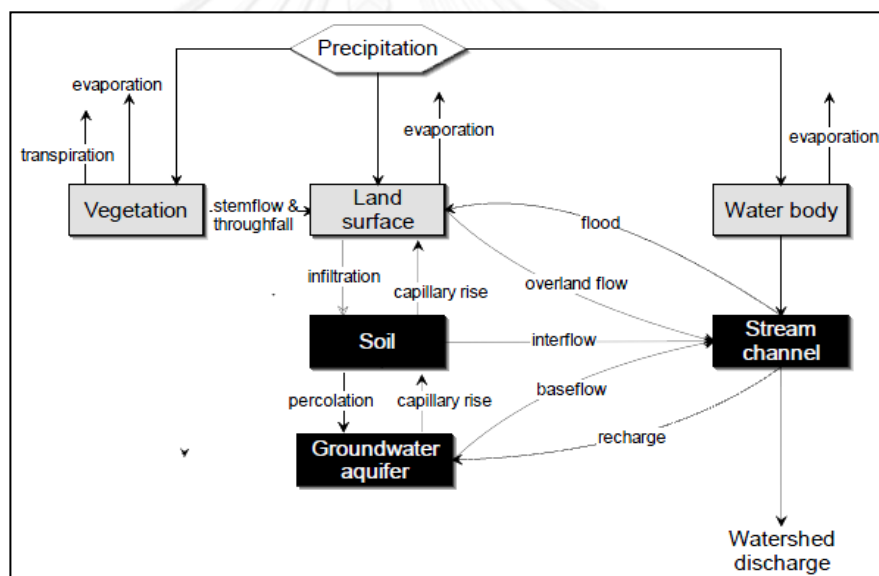 Precipitation
evaporation
transpiration
evaporation
evaporation
Vegetation
stemflow &
throughfall
Land
surface
Water body
flood
infiltration
capillary rise
overland flow
Soil
interflow
Stream
channel
percolation
capillary rise
baseflow
recharge
Groundwater
aquifer
Watershed
discharge